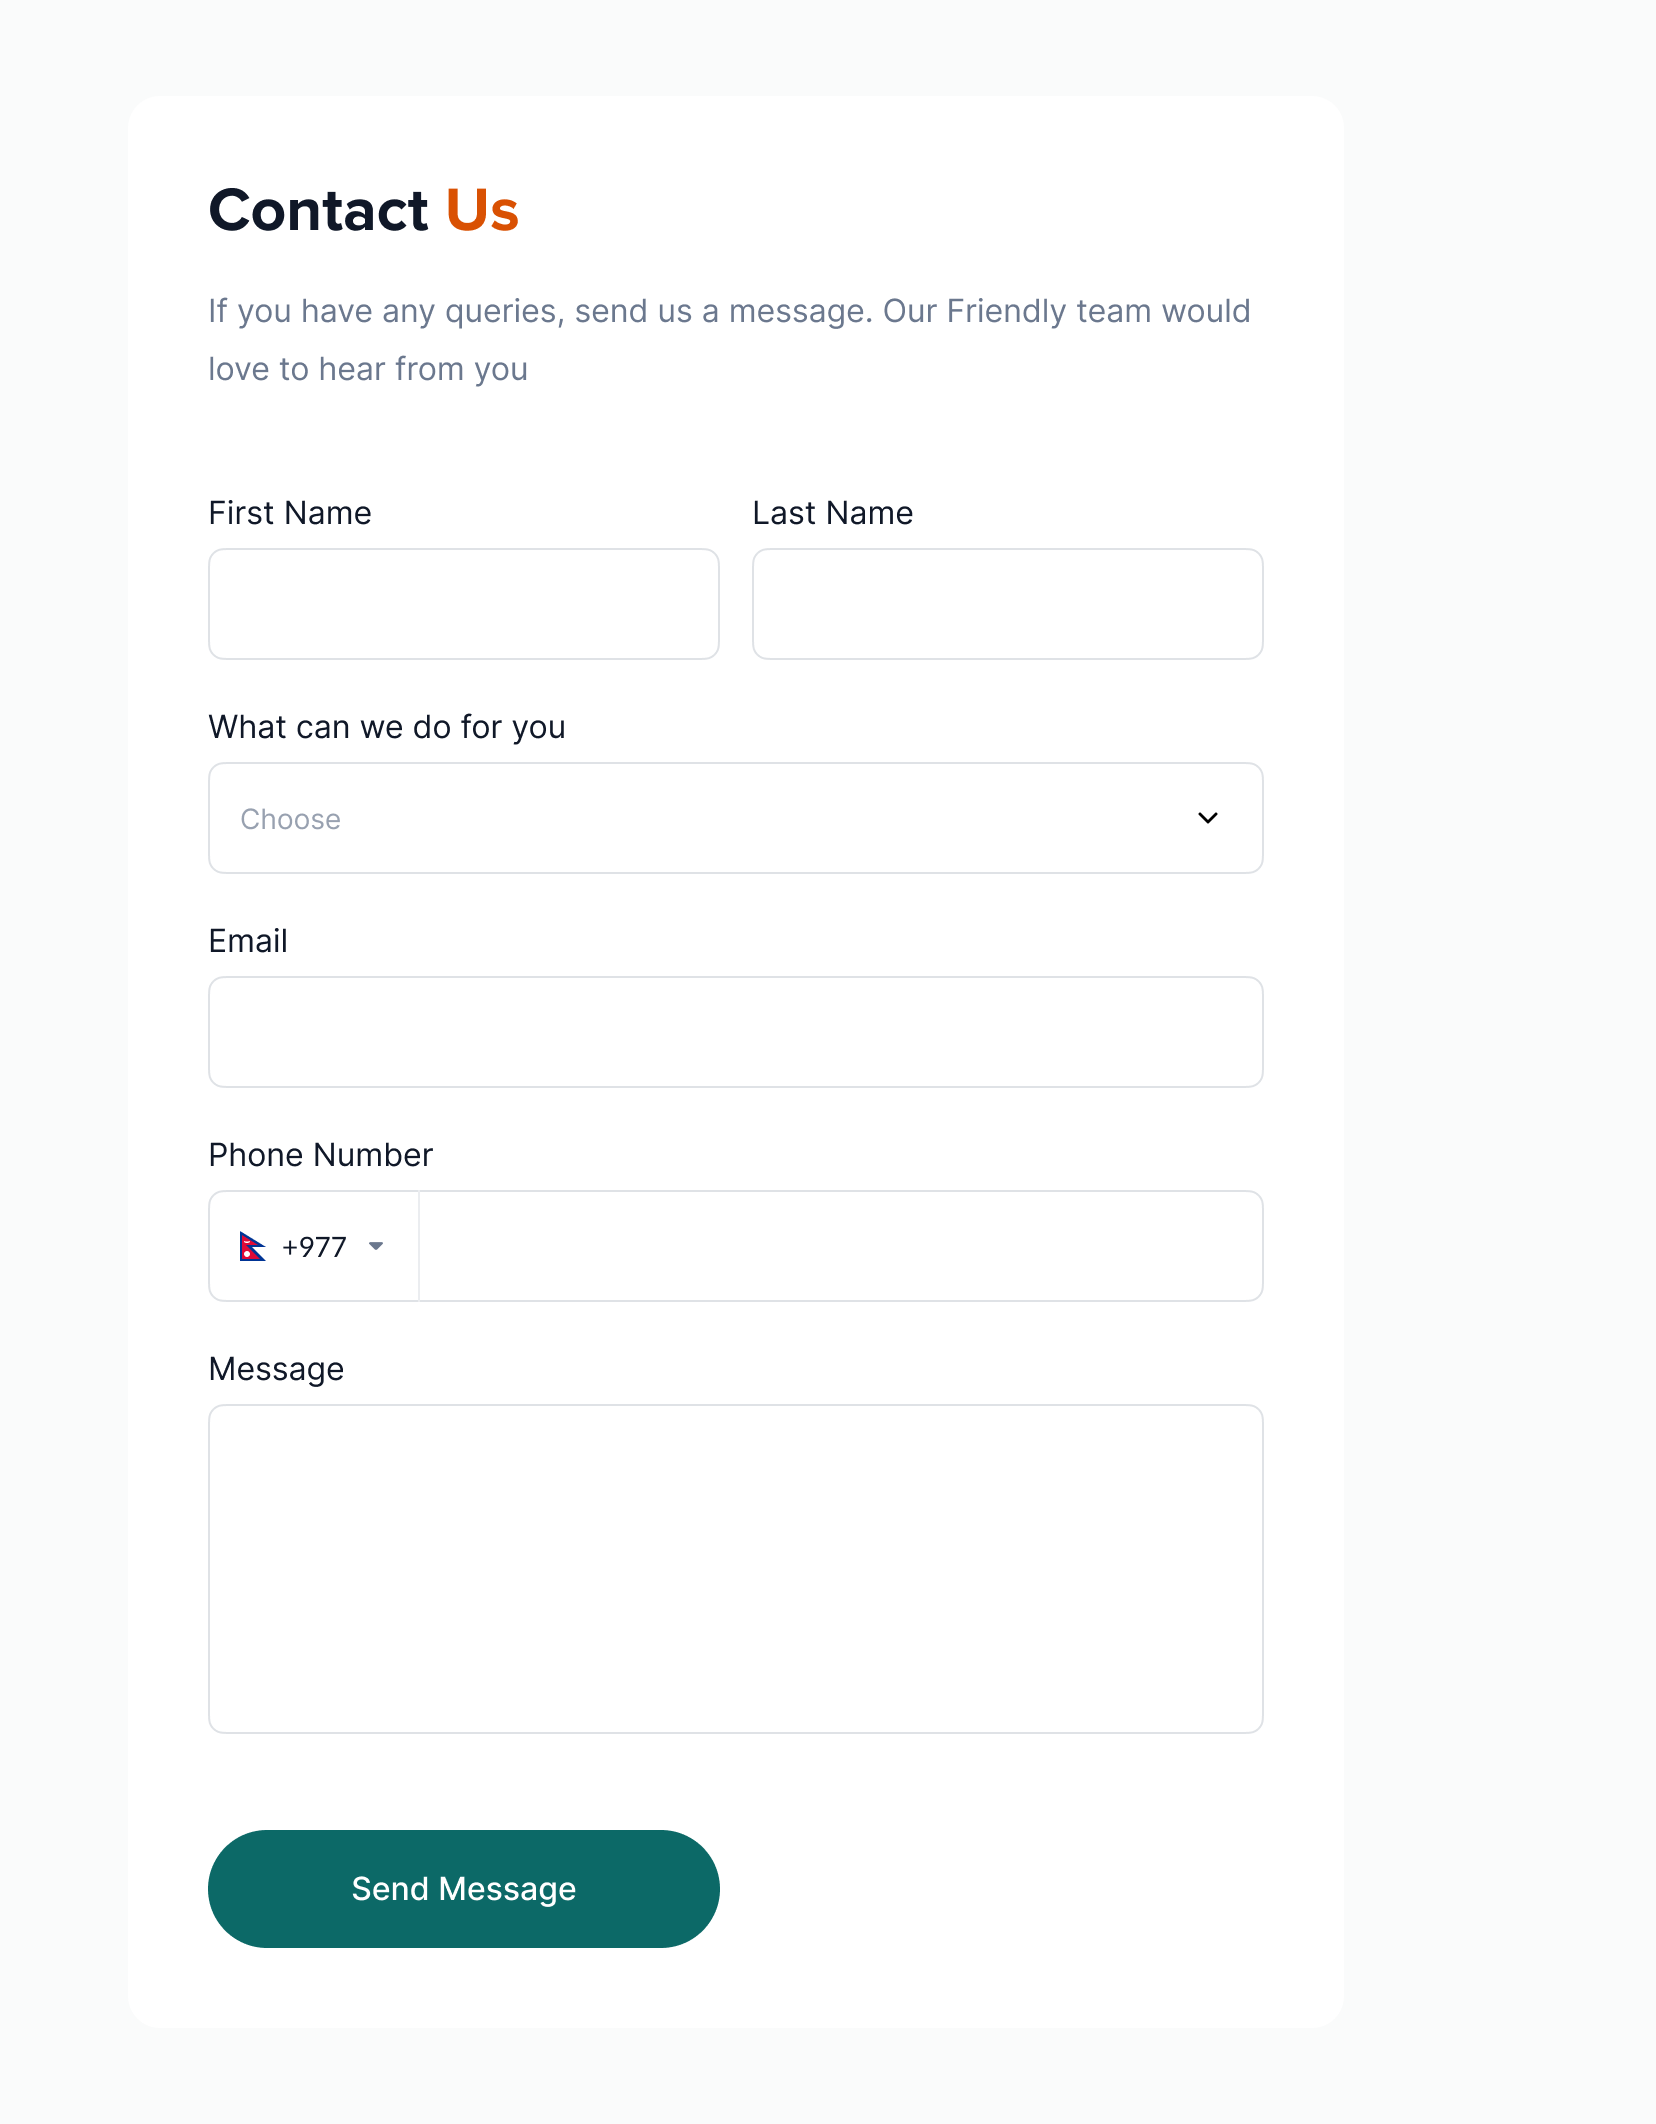 Contact Us
If you have any queries, send us a message. Our Friendly team would
love to hear from you
First Name
Last Name
What can we do for you
Choose
Email
Phone Number
+977
Message
Send Message